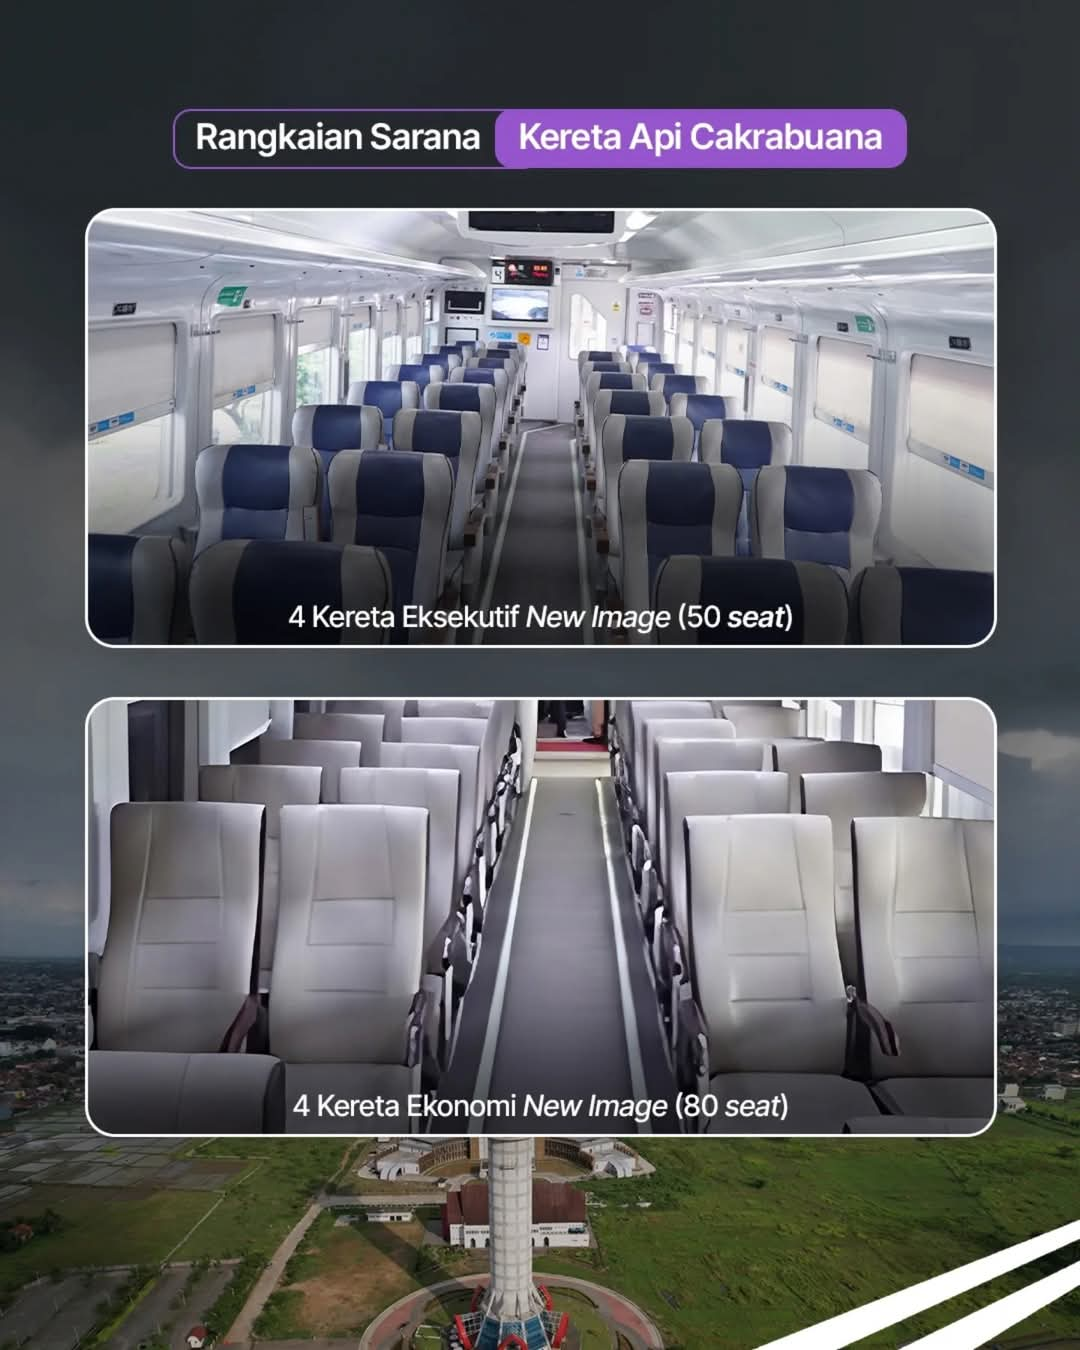 Rangkaian Sarana Kereta Api Cakrabuana
4 Kereta Eksekutif New Image (50 seat)
4 Kereta Ekonomi New Image (80 seat)